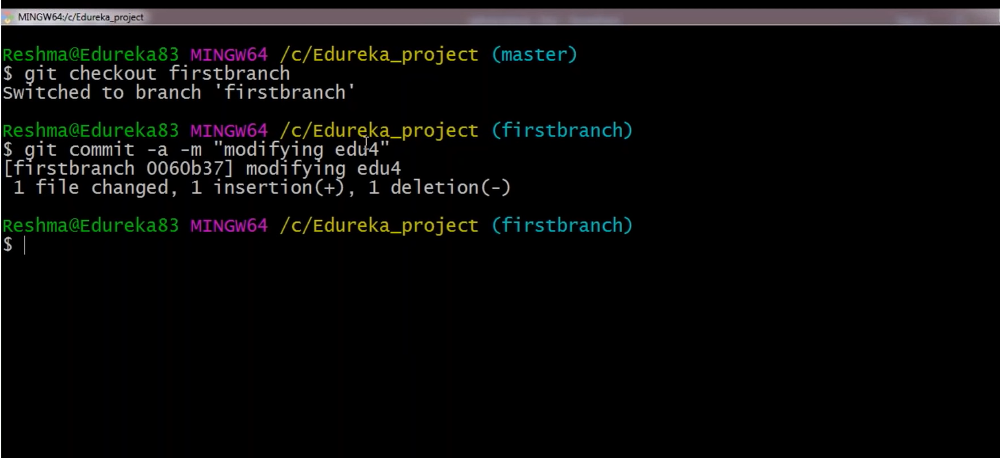 MINGW64:/c/Edureka_project
Reshma@Edureka83 MINGW64 /c/Edureka_project (master)
$ git checkout firstbranch
Switched to branch 'firstbranch'
Reshma@Edureka83 MINGW64 /c/Edureka_project (firstbranch)
$ git commit -a -m "modifying edu4"
[firstbranch 0060b37] modifying edu4
 1 file changed, 1 insertion(+), 1 deletion(-)
Reshma@Edureka83 MINGW64 /c/Edureka_project (firstbranch)
$